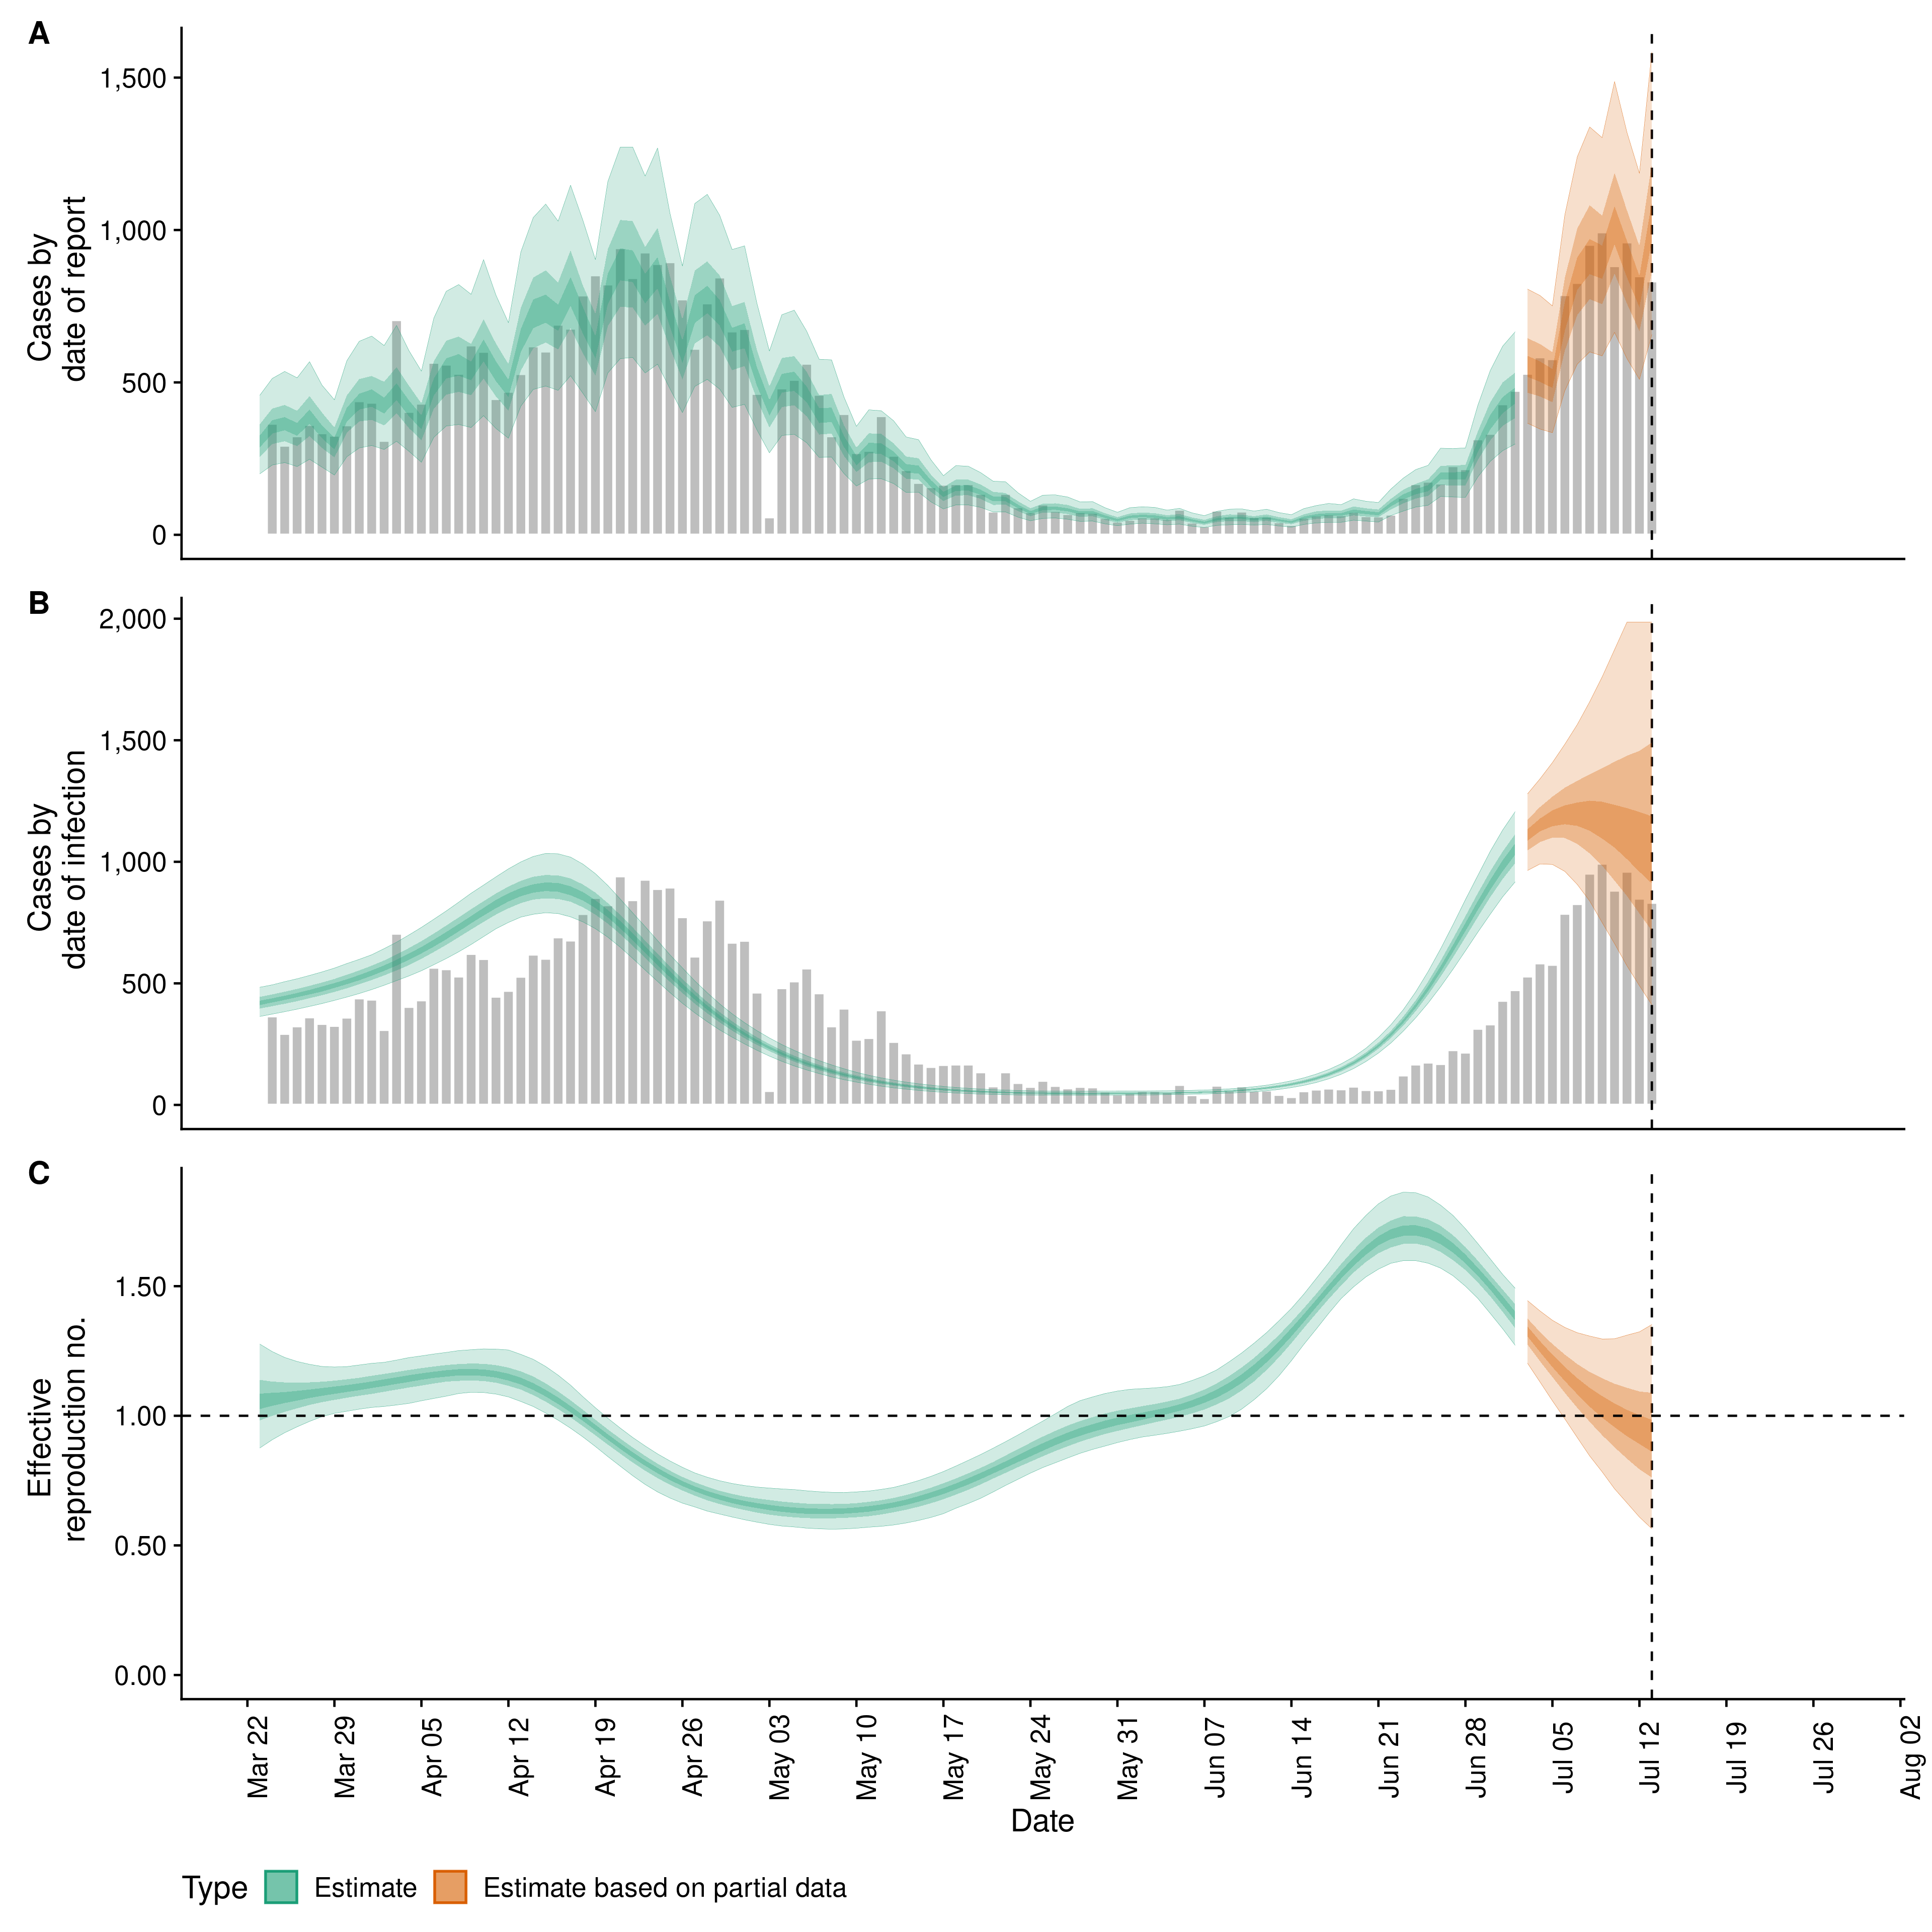 A
1,500
1,000
500
0
Cases by
date of report
B
2,000
1,500
1,000
500
0
Cases by
date of infection
C
1.50
1.00
0.50
0.00
Effective
reproduction no.
Mar 22
Mar 29
Apr 05
Apr 12
Apr 19
Apr 26
May 03
May 10
May 17
May 24
May 31
Jun 07
Jun 14
Jun 21
Jun 28
Jul 05
Jul 12
Jul 19
Jul 26
Aug 02
Date
Type Estimate Estimate based on partial data